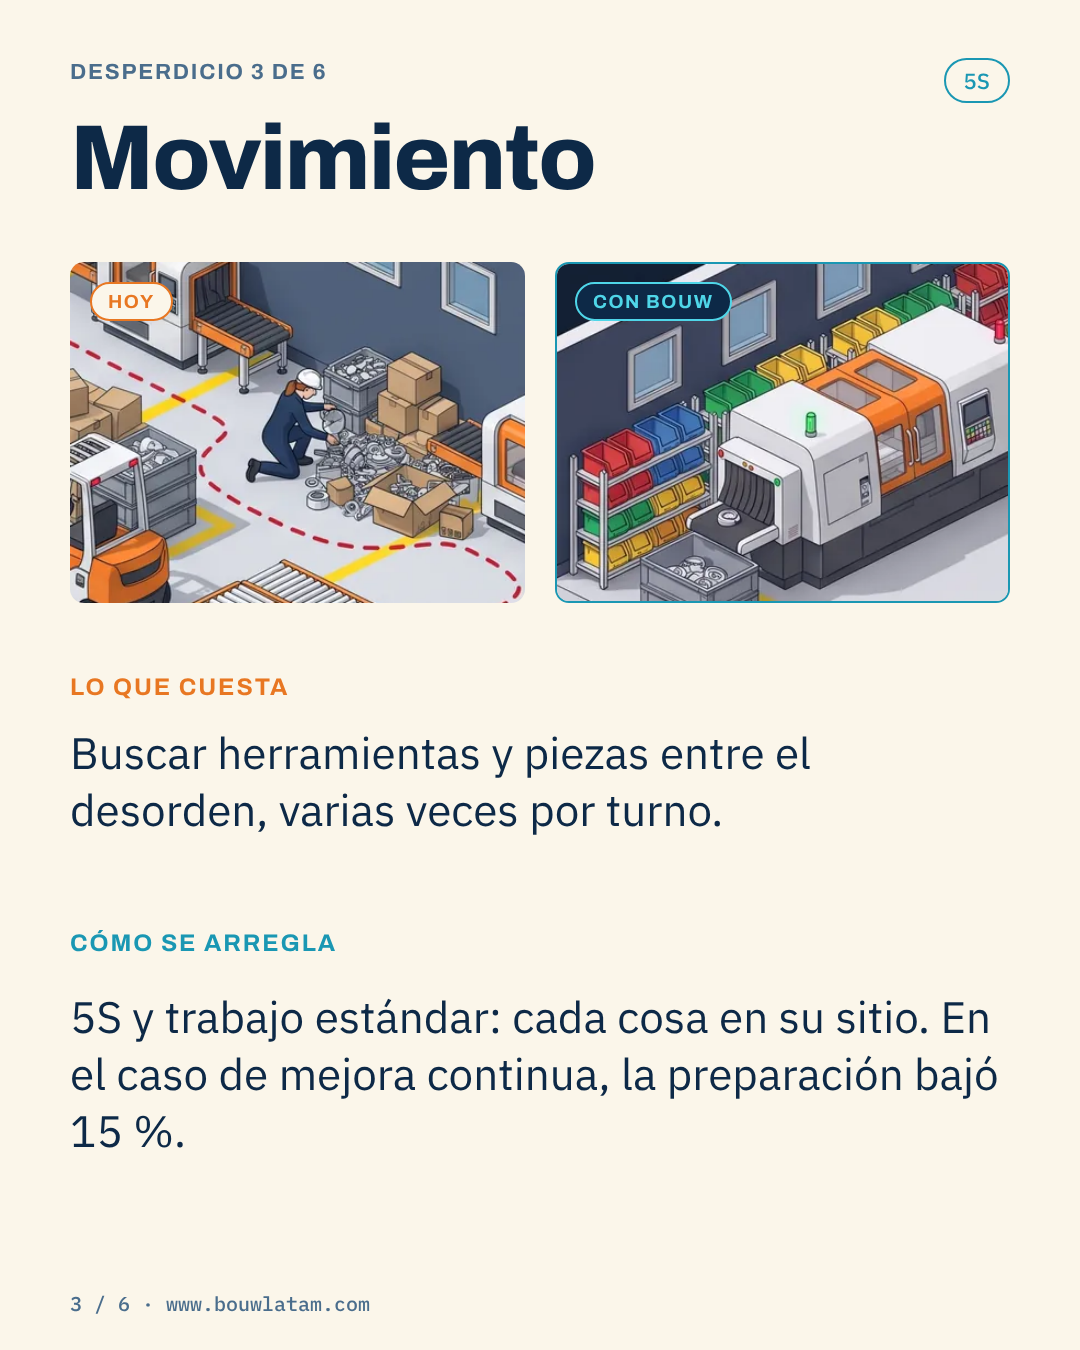 DESPERDICIO 3 DE 6
5S
Movimiento
HOY
CON BOUW
LO QUE CUESTA
Buscar herramientas y piezas entre el
desorden, varias veces por turno.
CÓMO SE ARREGLA
5S y trabajo estándar: cada cosa en su sitio. En
el caso de mejora continua, la preparación bajó
15 %.
3 / 6 · www.bouwlatam.com